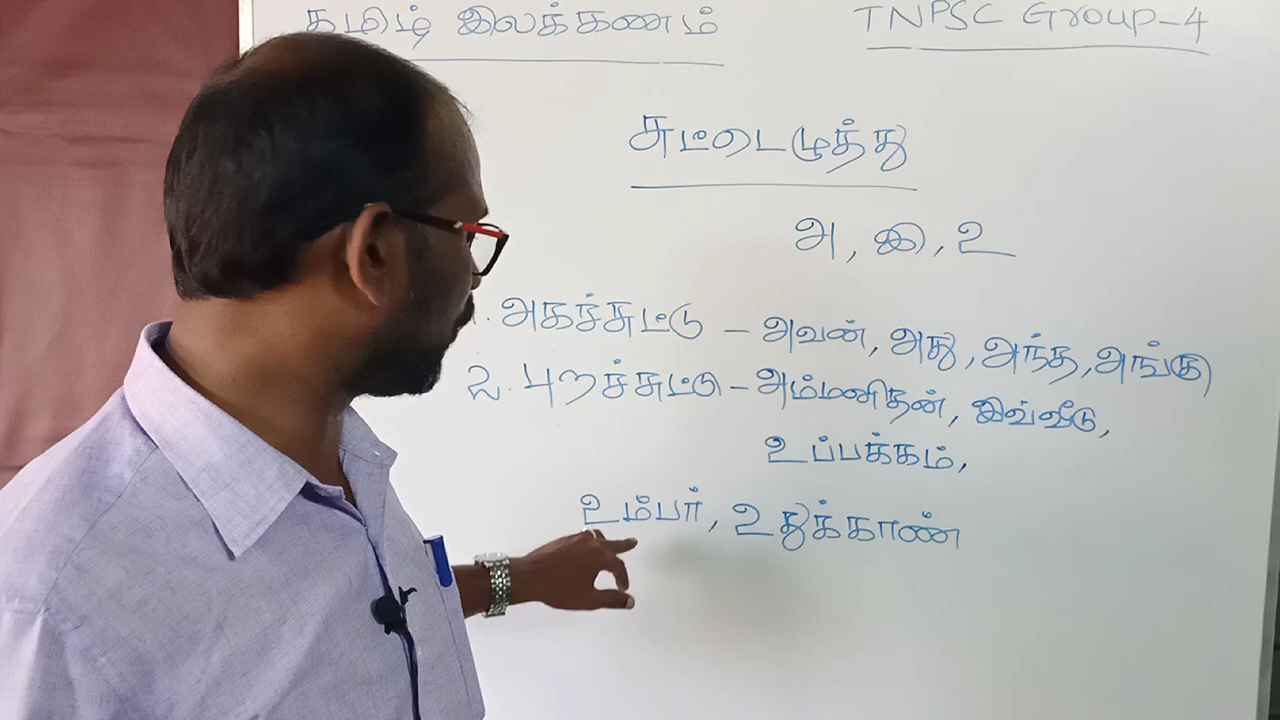 தமிழ் இலக்கணம்
TNPSC Group-4
சுட்டெழுத்து
அ, இ, உ
1. அகச்சுட்டு - அவன், அது, அந்த, அங்கு
2. புறச்சுட்டு - அம்மனிதன், இவ்வீடு,
உப்பக்கம்,
உம்பர், உதுக்காண்